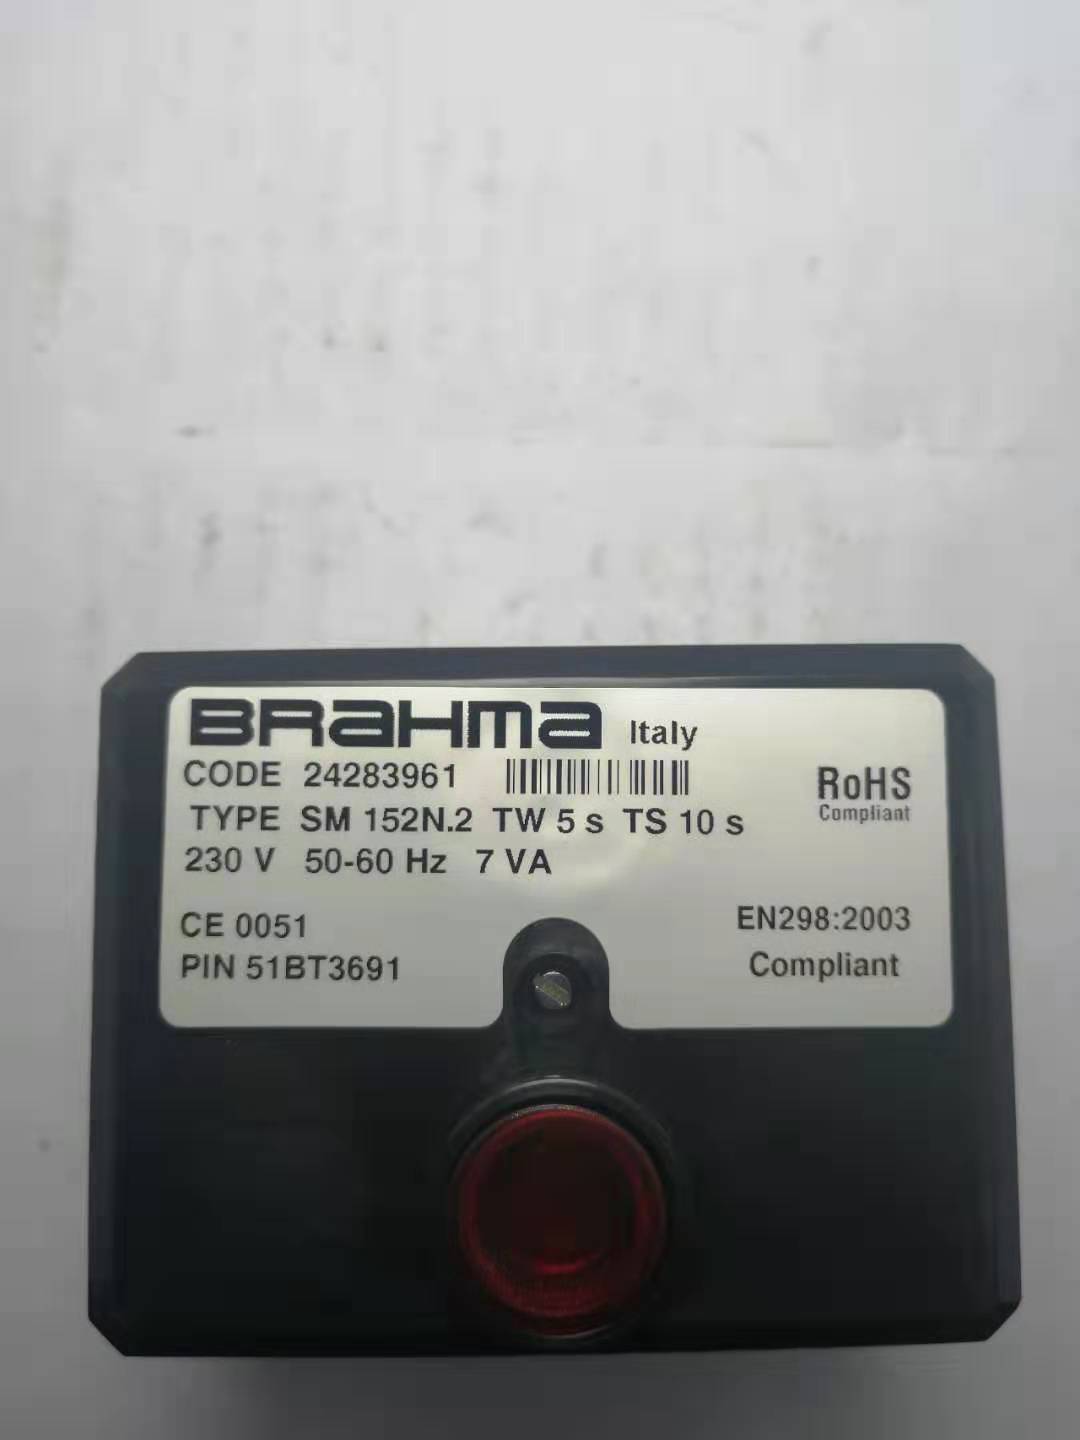 BRAHMA Italy
CODE 24283961
RoHS
Compliant
TYPE SM 152N.2 TW 5 s TS 10 s
230 V 50-60 Hz 7 VA
CE 0051
EN298:2003
PIN 51BT3691
Compliant